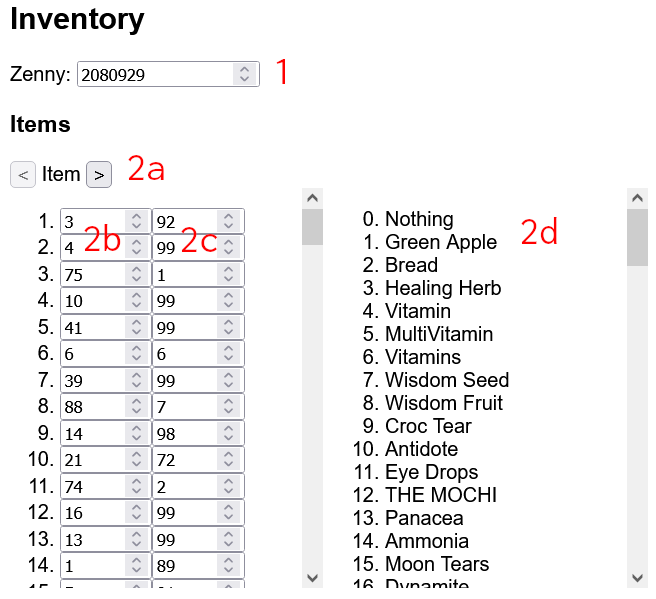 Inventory
Zenny: 2080929 1
Items
< Item > 2a
1. 3 92
2. 4 99
3. 75 1
4. 10 99
5. 41 99
6. 6 6
7. 39 99
8. 88 7
9. 14 98
10. 21 72
11. 74 2
12. 16 99
13. 13 99
14. 1 89
2b 2c
0. Nothing
1. Green Apple
2. Bread
3. Healing Herb
4. Vitamin
5. MultiVitamin
6. Vitamins
7. Wisdom Seed
8. Wisdom Fruit
9. Croc Tear
10. Antidote
11. Eye Drops
12. THE MOCHI
13. Panacea
14. Ammonia
15. Moon Tears
16. Dynamite
2d